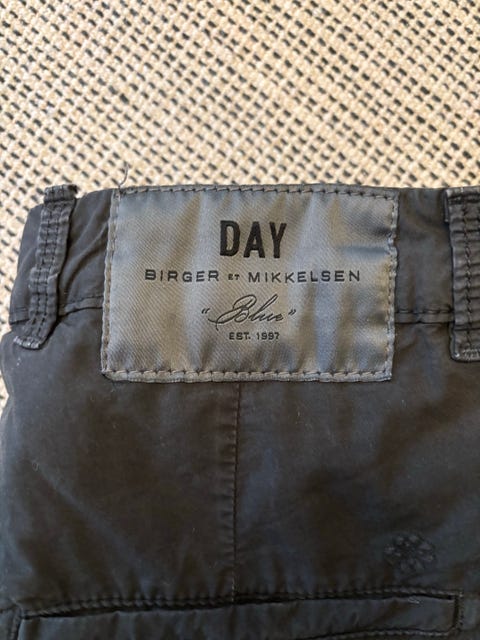 DAY
BIRGER ET MIKKELSEN
"Blue"
EST. 1997